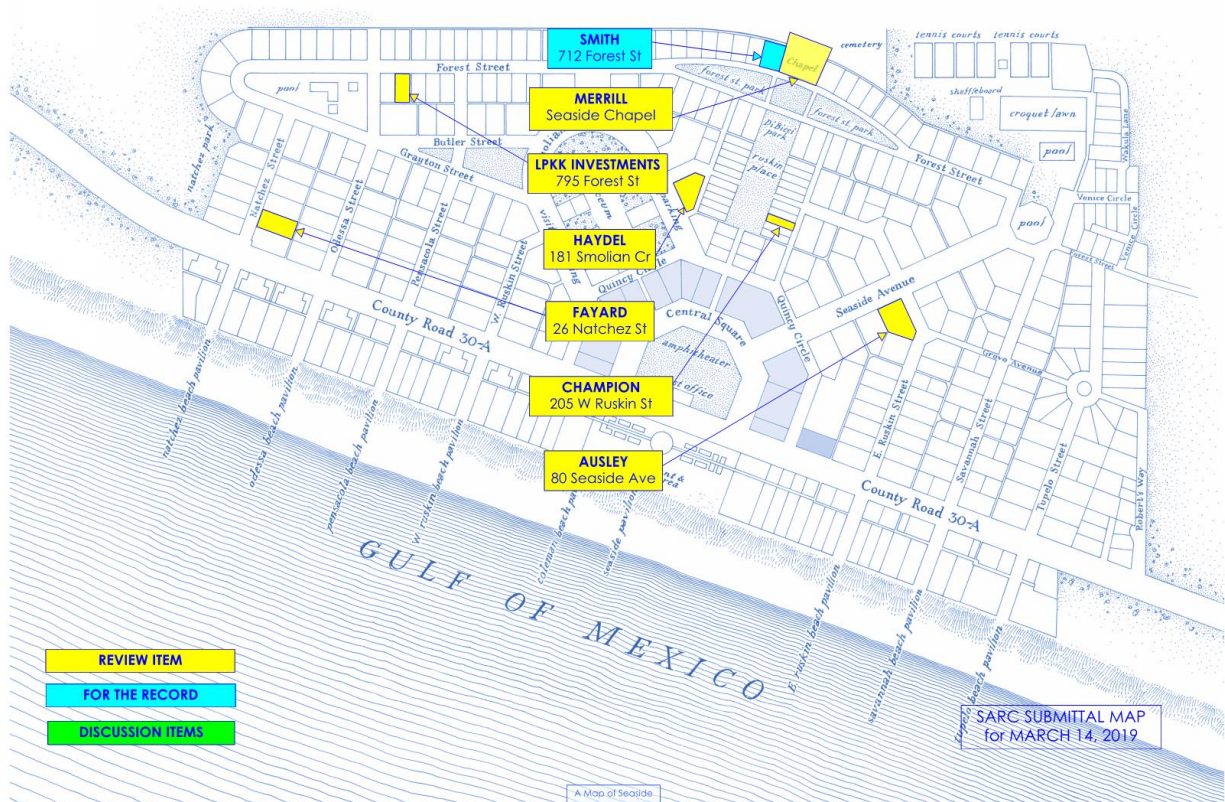 tennis courts
tennis courts
SMITH
712 Forest St
cemetery
Chapel
Forest Street
forest st. park
shuffleboard
pool
MERRILL
Seaside Chapel
croquet lawn
forest st. park
Wakula Lane
natchez park
Butler Street
pool
Grayton Street
LPKK INVESTMENTS
795 Forest St
ruskin place
Forest Street
Natchez Street
Odessa Street
parking
Venice Circle
pool
HAYDEL
181 Smolian Cr
Pensacola Street
Quincy Circle
Venice Circle
Forest Street
W. Ruskin Street
FAYARD
26 Natchez St
Central Square
Quincy Circle
Seaside Avenue
County Road 30-A
amphitheater
Grove Avenue
CHAMPION
205 W Ruskin St
E. Ruskin Street
Savannah Street
Tupelo Street
natchez beach pavilion
odessa beach pavilion
pensacola beach pavilion
W ruskin beach pavilion
AUSLEY
80 Seaside Ave
County Road 30-A
Robert's Way
coleman beach
seaside pavilion
GULF OF MEXICO
E. ruskin beach pavilion
savannah beach pavilion
tupelo beach pavilion
REVIEW ITEM
FOR THE RECORD
DISCUSSION ITEMS
SARC SUBMITTAL MAP
for MARCH 14, 2019
A Map of Seaside